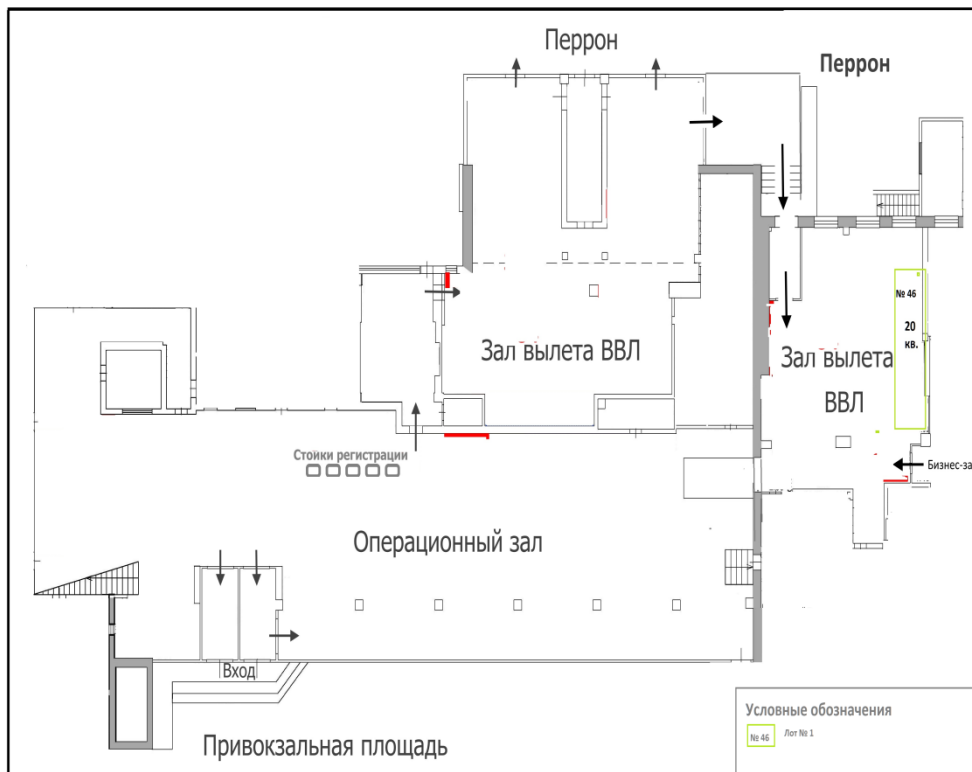 Перрон
Перрон
№ 46
20
кв.
Зал вылета ВВЛ
Зал вылета
ВВЛ
Стойки регистрации
Бизнес-за
Операционный зал
Вход
Привокзальная площадь
Условные обозначения
№ 46 Лот № 1